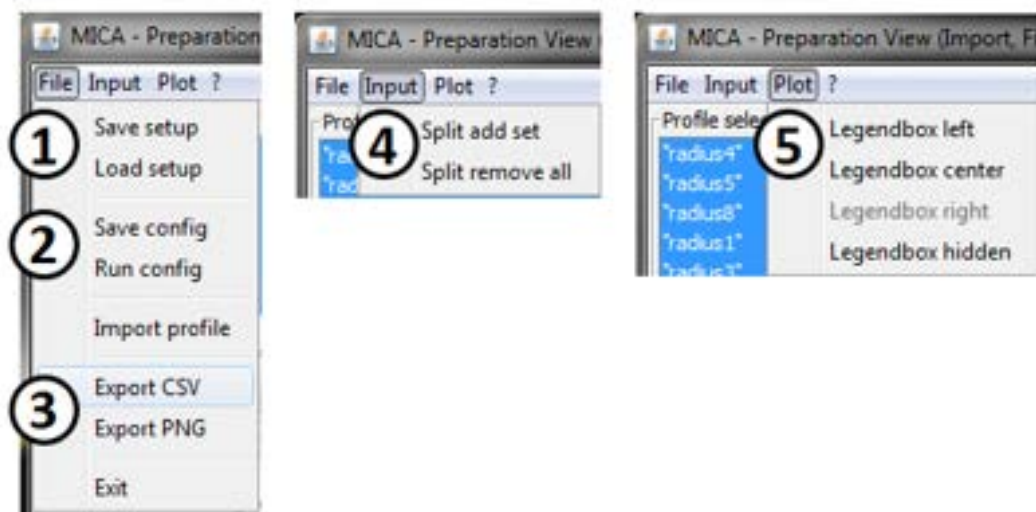 MICA - Preparation
File Input Plot ?
1
Save setup
Load setup
2
Save config
Run config
Import profile
3
Export CSV
Export PNG
Exit
MICA - Preparation View
File Input Plot ?
4
Split add set
Split remove all
MICA - Preparation View (Import,
File Input Plot ?
Profile
5
"radius4"
"radius5"
"radius8"
"radius1"
"radius3"
Legendbox left
Legendbox center
Legendbox right
Legendbox hidden